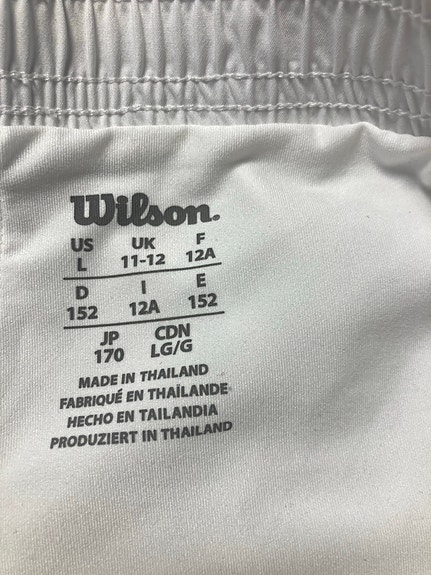 Wilson.
US UK F
L 11-12 12A
D I E
152 12A 152
JP CDN
170 LG/G
MADE IN THAILAND
FABRIQUÉ EN THAÏLANDE
HECHO EN TAILANDIA
PRODUZIERT IN THAILAND